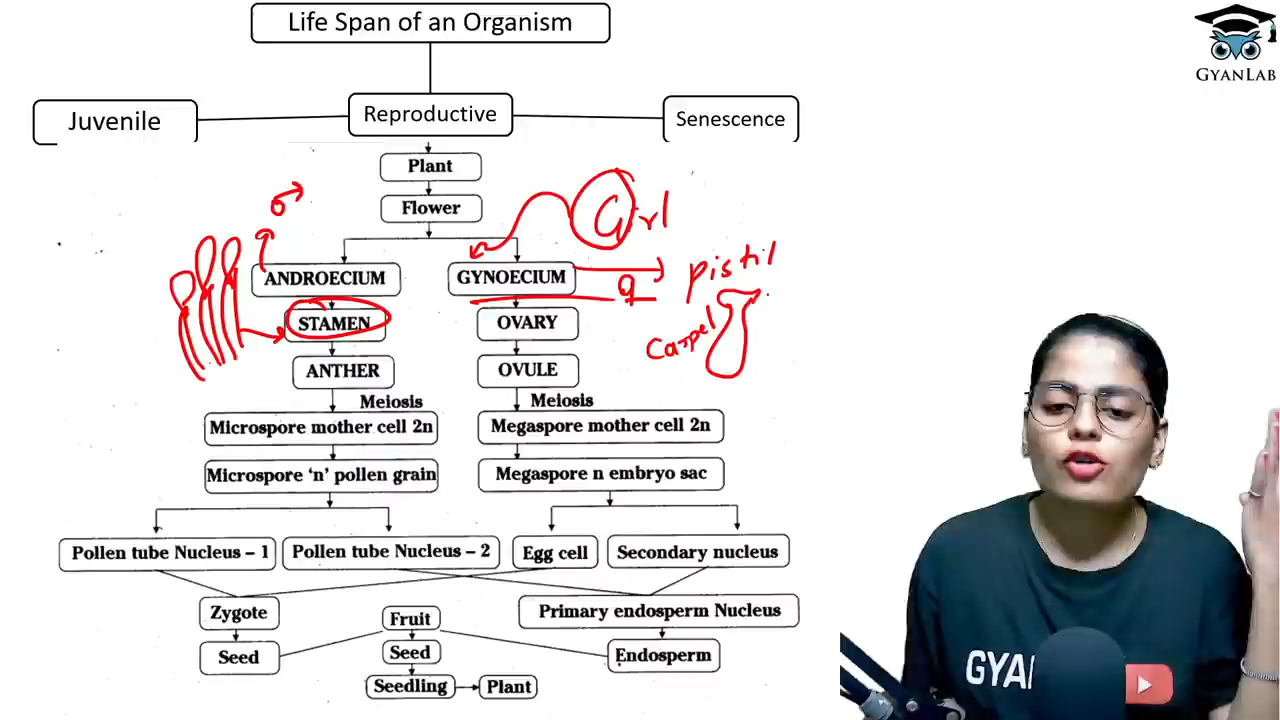 Life Span of an Organism
GYANLAB
Juvenile
Reproductive
Senescence
Plant
Flower
Girl
ANDROECIUM
GYNOECIUM
pistil
STAMEN
OVARY
Carpel
ANTHER
OVULE
Meiosis
Meiosis
Microspore mother cell 2n
Megaspore mother cell 2n
Microspore ‘n’ pollen grain
Megaspore n embryo sac
Pollen tube Nucleus – 1
Pollen tube Nucleus – 2
Egg cell
Secondary nucleus
Zygote
Fruit
Primary endosperm Nucleus
Seed
Seed
Endosperm
Seedling
Plant
GYAN